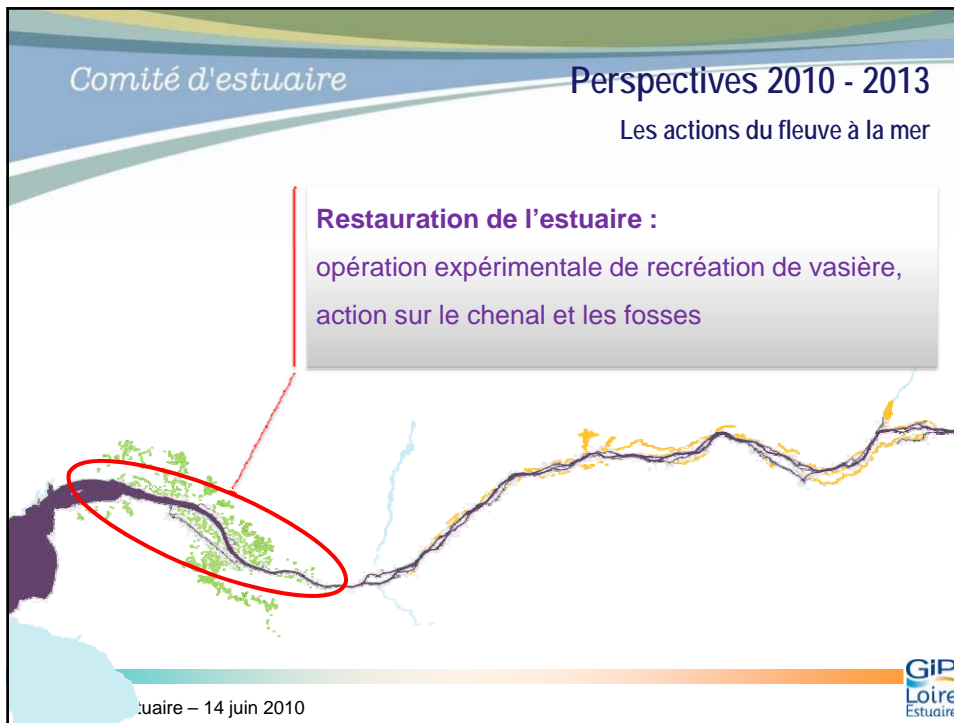 Comité d'estuaire
Perspectives 2010 - 2013
Les actions du fleuve à la mer
Restauration de l'estuaire :
opération expérimentale de recréation de vasière,
action sur le chenal et les fosses
tuaire – 14 juin 2010
GIP
Loire
Estuaire